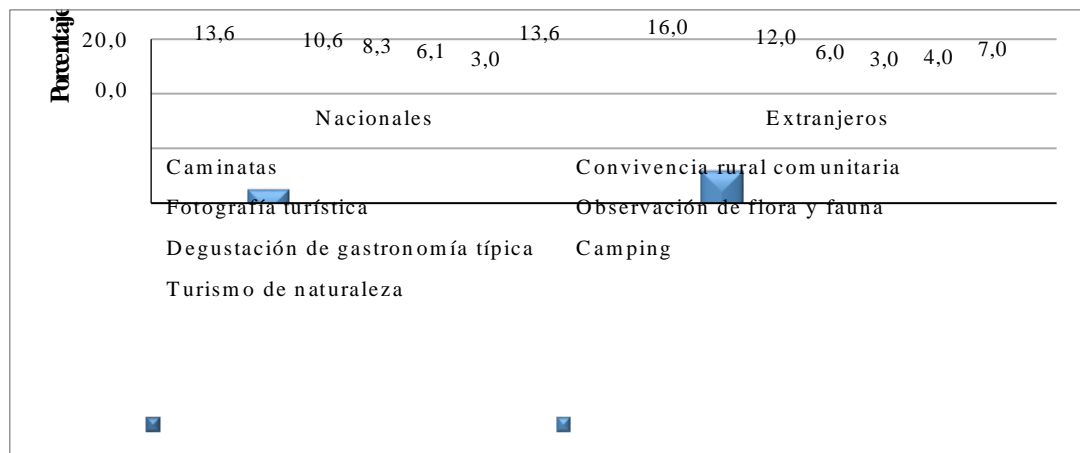 Porcentaje
20,0
0,0
13,6 10,6 8,3 6,1 3,0 13,6 16,0 12,0 6,0 3,0 4,0 7,0
Nacionales Extranjeros
Caminatas Convivencia rural comunitaria
Fotografía turística Observación de flora y fauna
Degustación de gastronomía típica Camping
Turismo de naturaleza